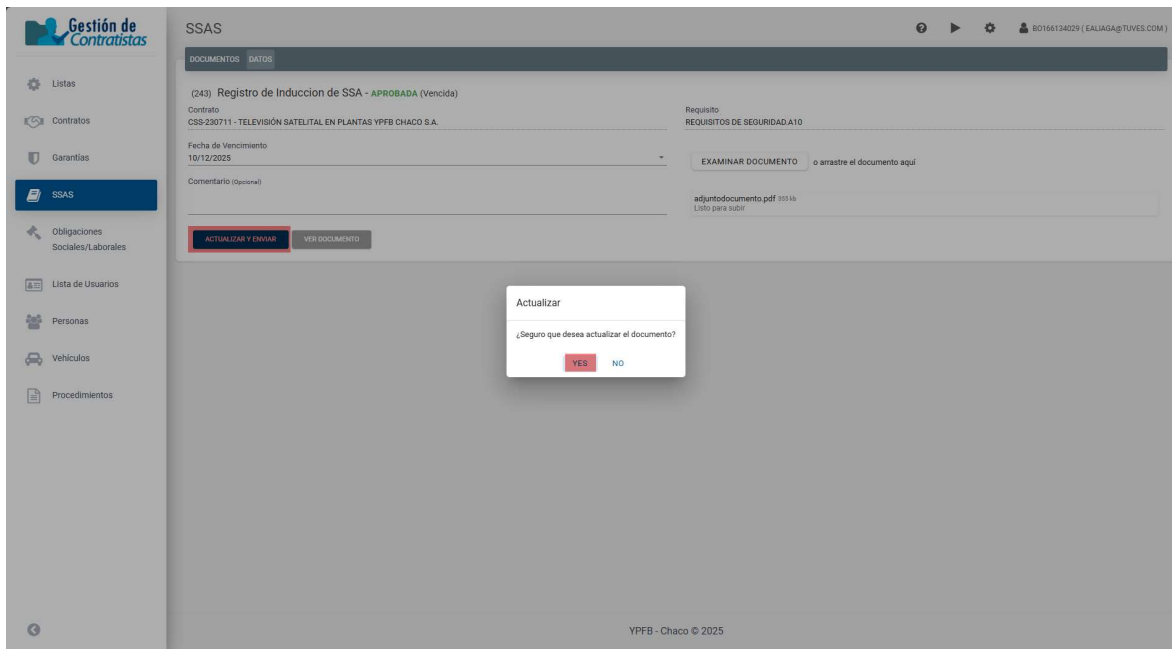 Gestión de
Contratistas
SSAS
BO166134029 ( EALIAGA@TUVES.COM )
DOCUMENTOS DATOS
Listas
Contratos
Garantías
SSAS
Obligaciones
Sociales/Laborales
Lista de Usuarios
Personas
Vehículos
Procedimientos
(243) Registro de Induccion de SSA - APROBADA (Vencida)
Contrato
CSS-230711 - TELEVISIÓN SATELITAL EN PLANTAS YPFB CHACO S.A.
Requisito
REQUISITOS DE SEGURIDAD.A10
Fecha de Vencimiento
10/12/2025
EXAMINAR DOCUMENTO o arrastre el documento aquí
Comentario (Opcional)
adjuntodocumento.pdf 355 kb
Listo para subir
ACTUALIZAR Y ENVIAR VER DOCUMENTO
Actualizar
¿Seguro que desea actualizar el documento?
YES NO
YPFB - Chaco © 2025